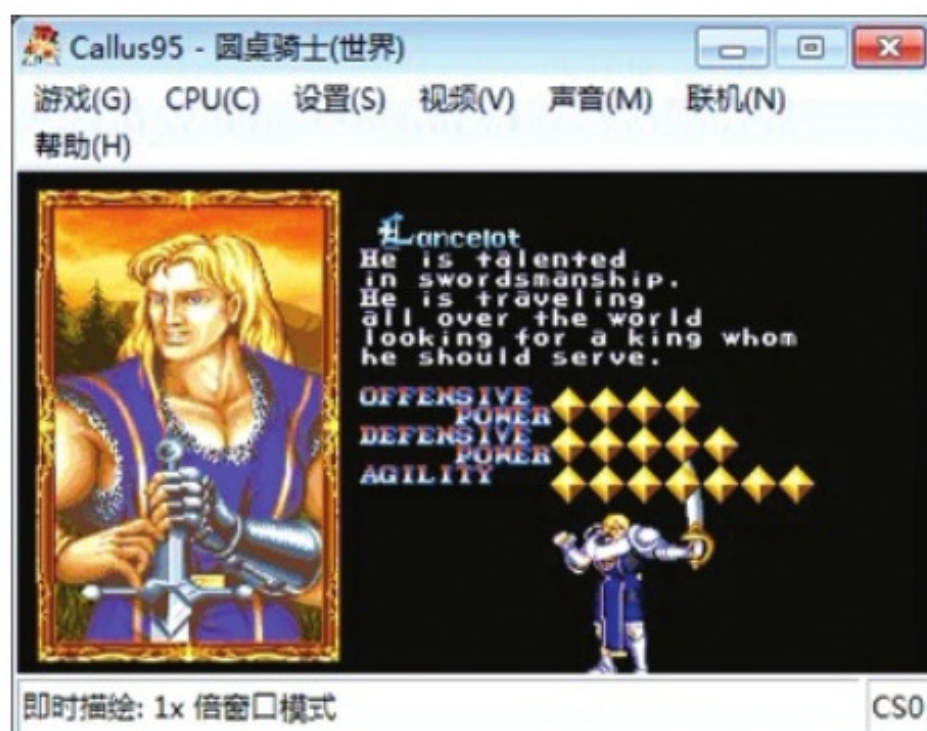 Callus95 - 圆桌骑士(世界)
游戏(G) CPU(C) 设置(S) 视频(V) 声音(M) 联机(N)
帮助(H)
Lancelot
He is talented
in swordsmanship.
He is traveling
all over the world
looking for a king whom
he should serve.
OFFENSIVE
POWER
DEFENSIVE
POWER
AGILITY
即时描绘: 1x 倍窗口模式
CS0